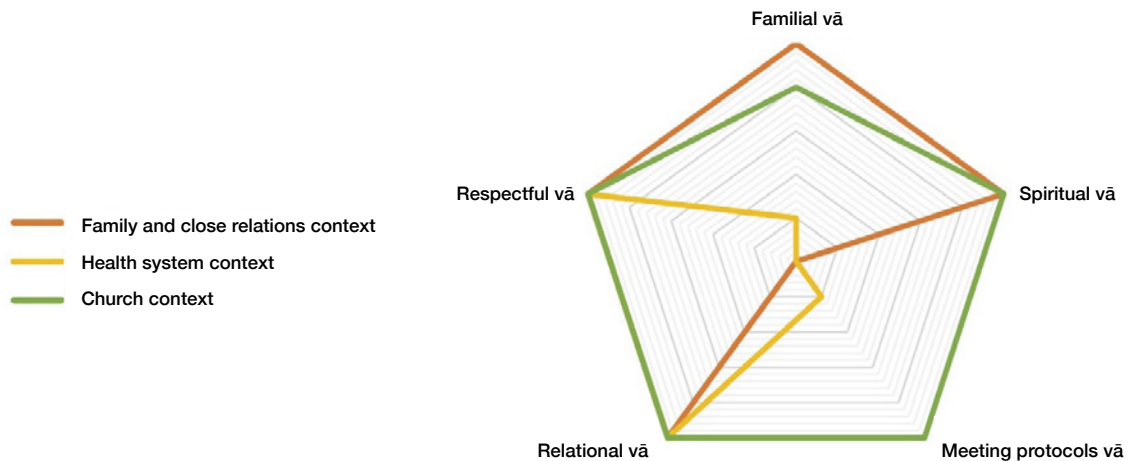 Familial vā
Respectful vā
Spiritual vā
Family and close relations context
Health system context
Church context
Relational vā
Meeting protocols vā